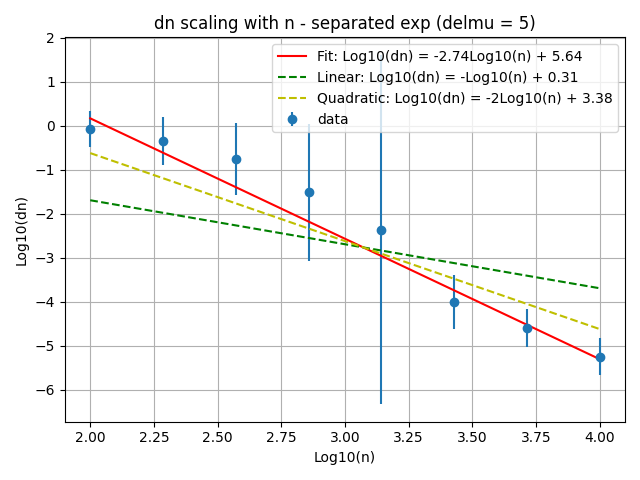 dn scaling with n - separated exp (delmu = 5)
Fit: Log10(dn) = -2.74Log10(n) + 5.64
Linear: Log10(dn) = -Log10(n) + 0.31
Quadratic: Log10(dn) = -2Log10(n) + 3.38
data
2
1
0
−1
−2
−3
−4
−5
−6
Log10(dn)
2.00 2.25 2.50 2.75 3.00 3.25 3.50 3.75 4.00
Log10(n)